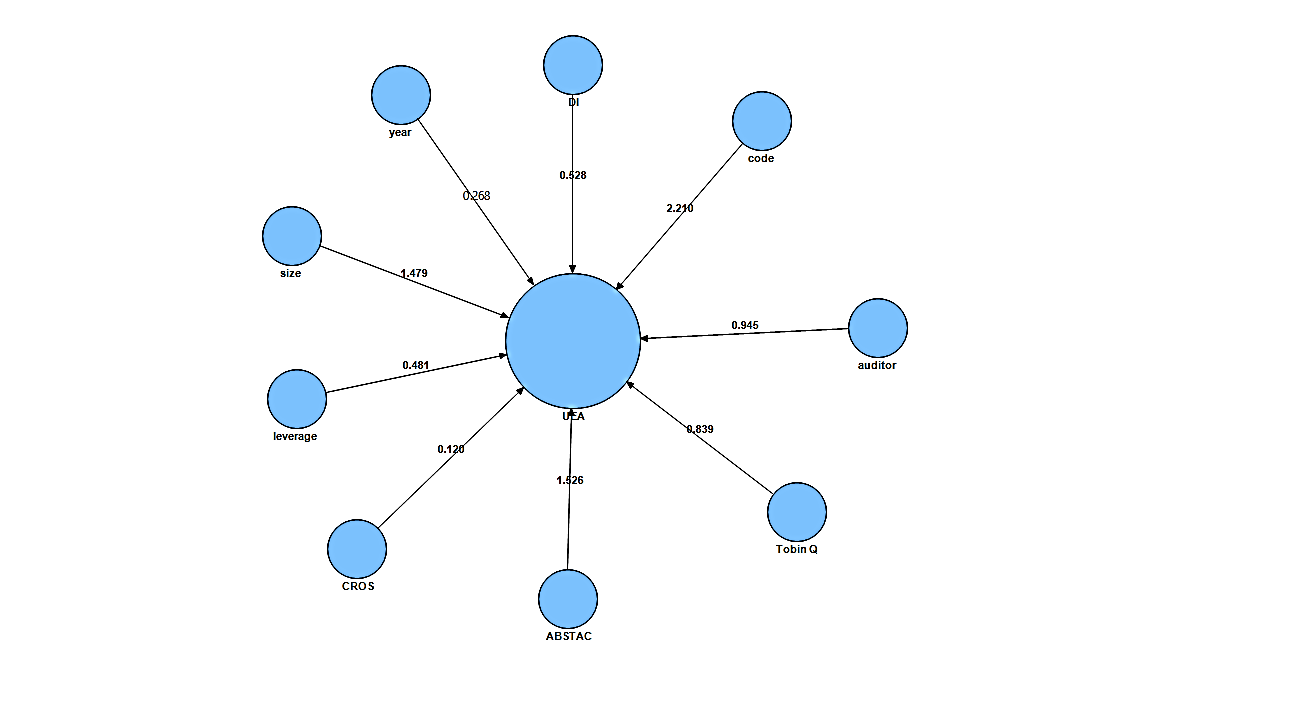 DI
year
code
0.528
0.268
2.210
size
1.479
0.945
auditor
0.481
leverage
UEA
0.839
0.120
1.526
Tobin Q
CROS
ABSTAC